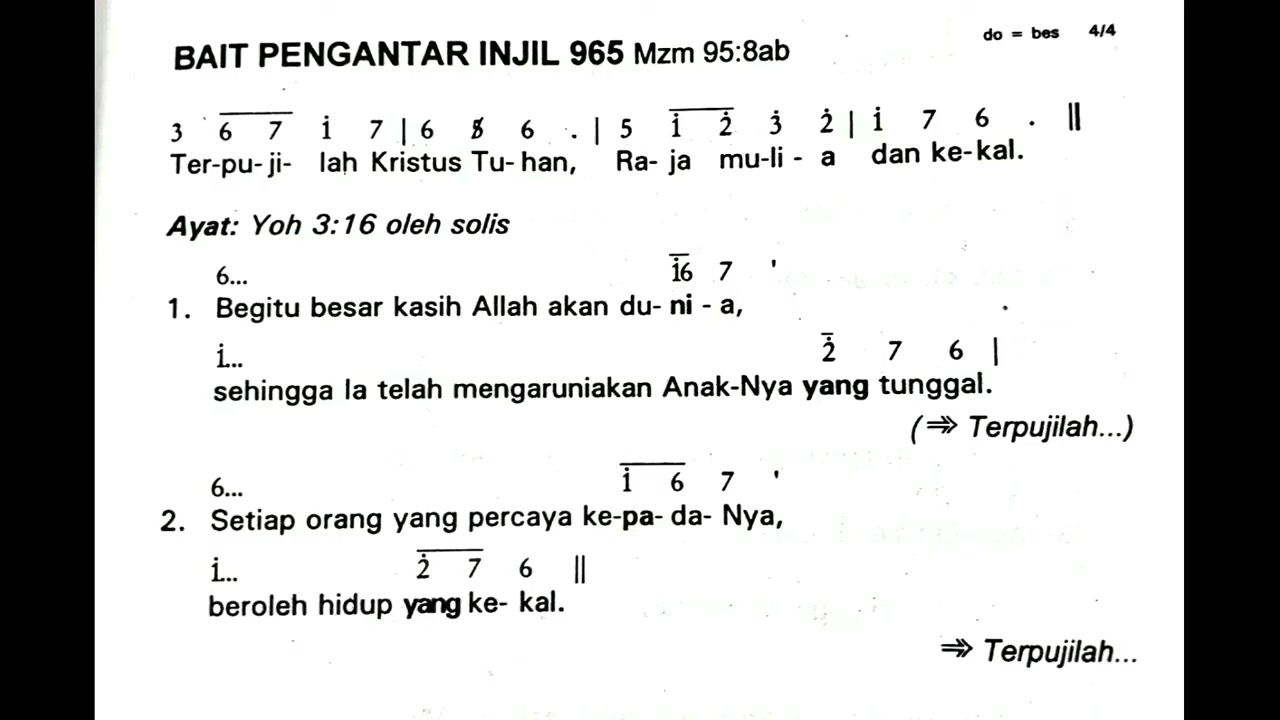 do = bes 4/4
BAIT PENGANTAR INJIL 965 Mzm 95:8ab
3 6 7 i 7 | 6 5̸ 6 . | 5 i 2̇ 3̇ 2̇ | i 7 6 . ||
Ter-pu-ji- lah Kristus Tu-han, Ra- ja mu-li - a dan ke-kal.
Ayat: Yoh 3:16 oleh solis
6... i6 7 '
1. Begitu besar kasih Allah akan du- ni - a,
i... 2̇ 7 6 |
sehingga Ia telah mengaruniakan Anak-Nya yang tunggal.
(⇒ Terpujilah...)
6... i 6 7 '
2. Setiap orang yang percaya ke-pa- da- Nya,
i... 2̇ 7 6 ||
beroleh hidup yang ke- kal.
⇒ Terpujilah...